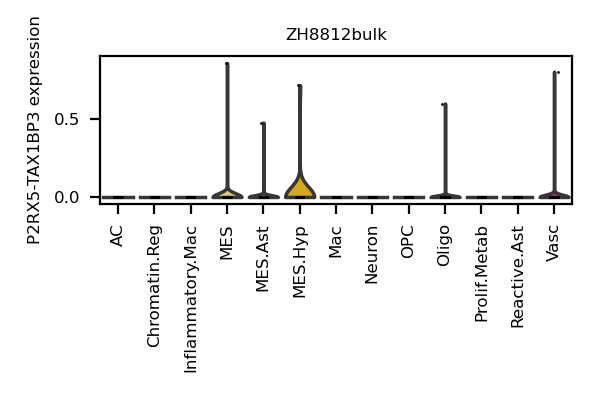 ZH8812bulk
P2RX5-TAX1BP3 expression
0.5
0.0
AC
Chromatin.Reg
Inflammatory.Mac
MES
MES.Ast
MES.Hyp
Mac
Neuron
OPC
Oligo
Prolif.Metab
Reactive.Ast
Vasc